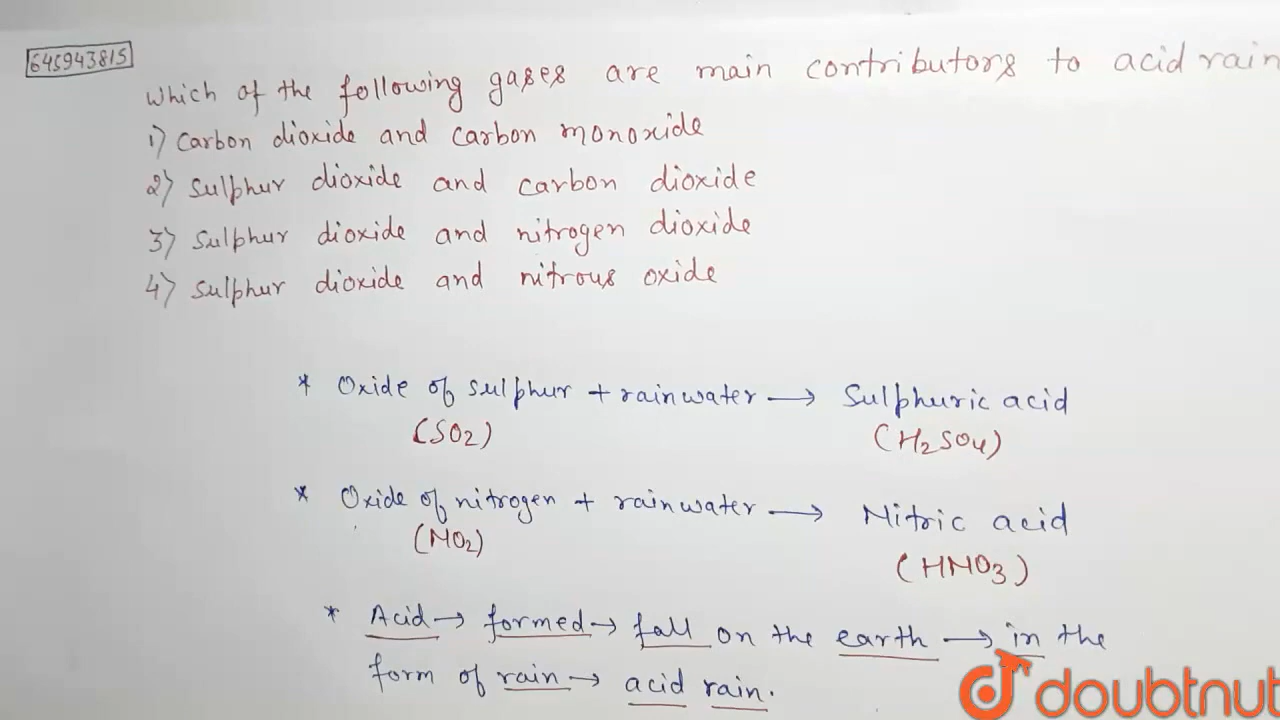 645943815
Which of the following gases are main contributors to acid rain
1) Carbon dioxide and carbon monoxide
2) Sulphur dioxide and carbon dioxide
3) Sulphur dioxide and nitrogen dioxide
4) Sulphur dioxide and nitrous oxide
* Oxide of sulphur + rainwater → Sulphuric acid
(SO2) (H2SO4)
* Oxide of nitrogen + rainwater → Nitric acid
(NO2) (HNO3)
* Acid → formed → fall on the earth → in the
form of rain → acid rain.
doubtnut